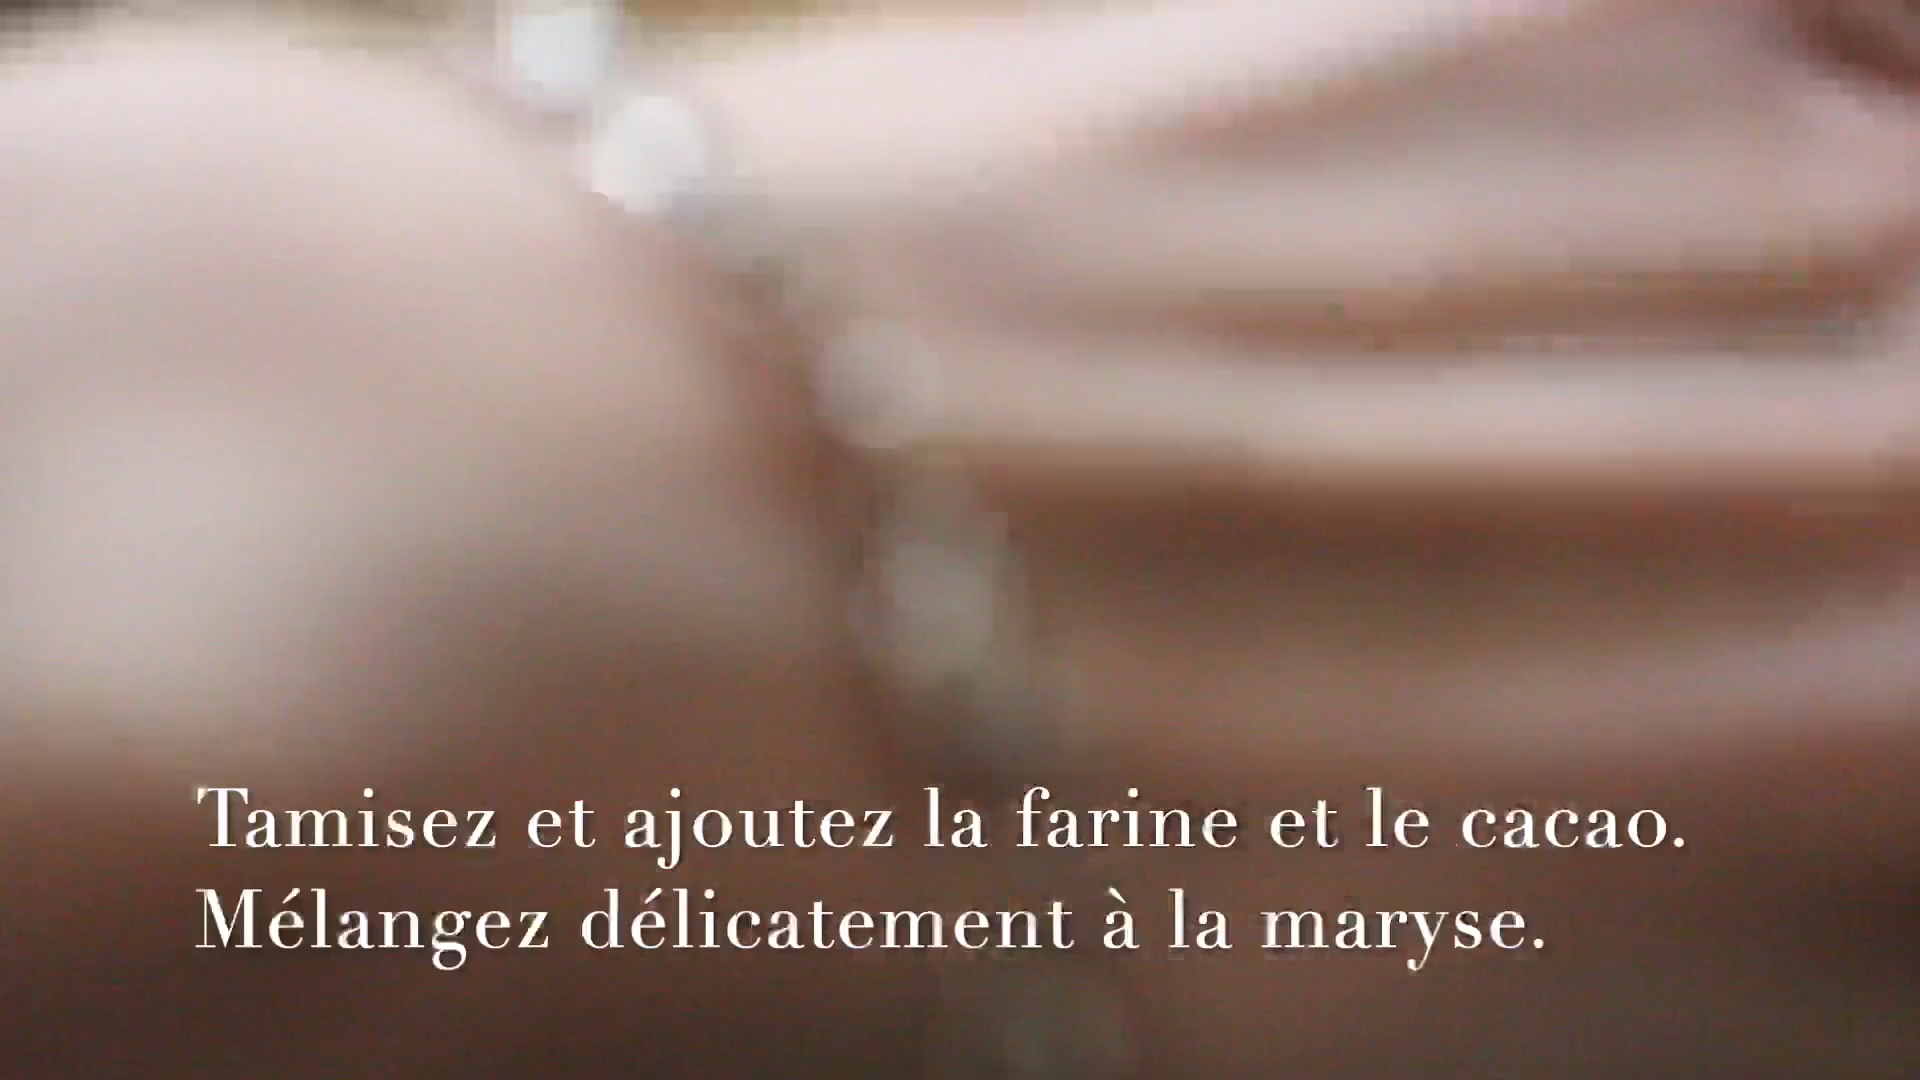 Tamisez et ajoutez la farine et le cacao.
Mélangez délicatement à la maryse.